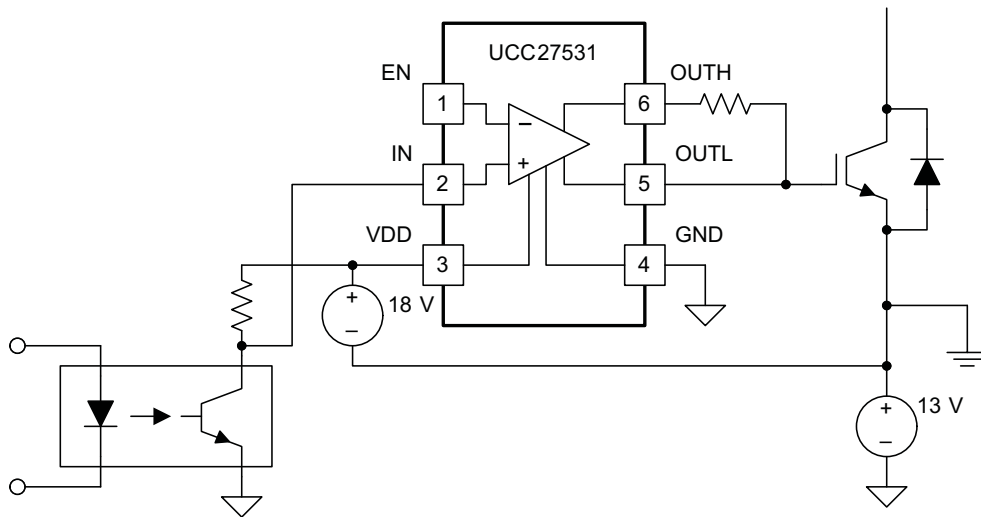 UCC27531
EN
OUTH
1
6
−
IN
OUTL
+
2
5
VDD
GND
3
4
+
18 V
−
+
13 V
−